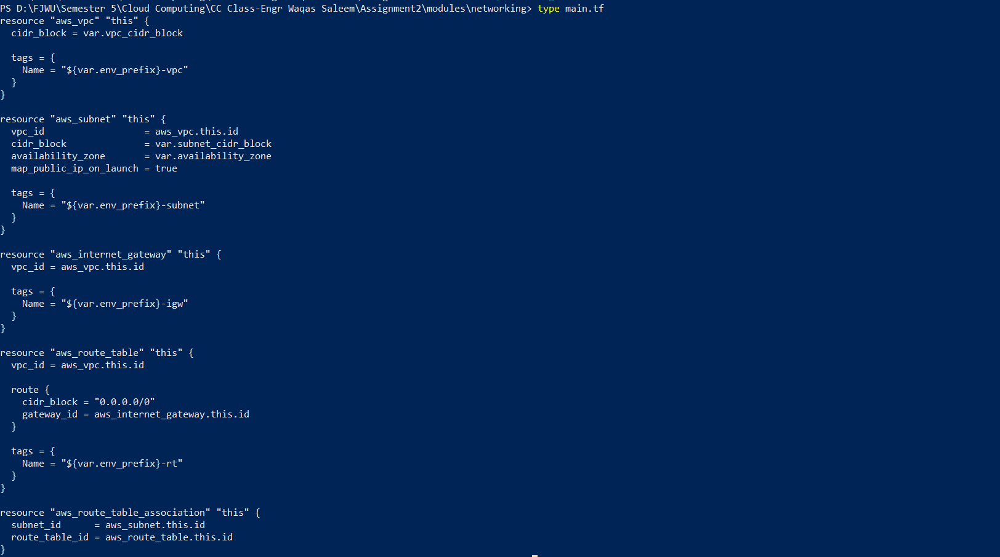 PS D:\FJWU\Semester 5\Cloud Computing\CC Class-Engr Waqas Saleem\Assignment2\modules\networking> type main.tf
resource "aws_vpc" "this" {
  cidr_block = var.vpc_cidr_block

  tags = {
    Name = "${var.env_prefix}-vpc"
  }
}

resource "aws_subnet" "this" {
  vpc_id                  = aws_vpc.this.id
  cidr_block              = var.subnet_cidr_block
  availability_zone       = var.availability_zone
  map_public_ip_on_launch = true

  tags = {
    Name = "${var.env_prefix}-subnet"
  }
}

resource "aws_internet_gateway" "this" {
  vpc_id = aws_vpc.this.id

  tags = {
    Name = "${var.env_prefix}-igw"
  }
}

resource "aws_route_table" "this" {
  vpc_id = aws_vpc.this.id

  route {
    cidr_block = "0.0.0.0/0"
    gateway_id = aws_internet_gateway.this.id
  }

  tags = {
    Name = "${var.env_prefix}-rt"
  }
}

resource "aws_route_table_association" "this" {
  subnet_id      = aws_subnet.this.id
  route_table_id = aws_route_table.this.id
}